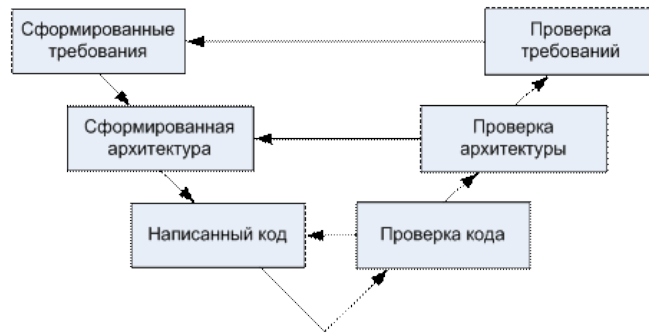 Сформированные
требования
Проверка
требований
Сформированная
архитектура
Проверка
архитектуры
Написанный код
Проверка кода